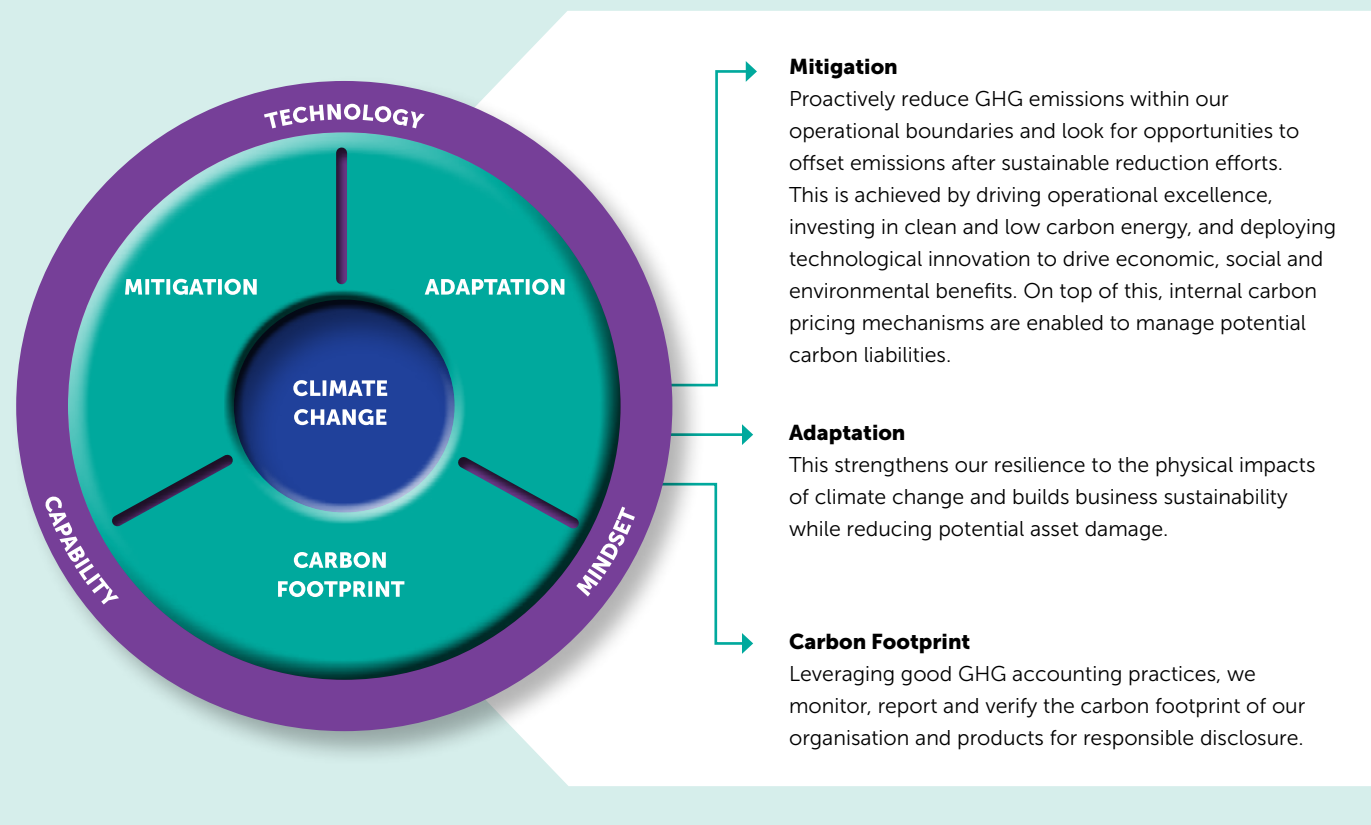 TECHNOLOGY
MITIGATION
ADAPTATION
CLIMATE
CHANGE
CAPABILITY
MINDSET
CARBON
FOOTPRINT
Mitigation
Proactively reduce GHG emissions within our
operational boundaries and look for opportunities to
offset emissions after sustainable reduction efforts.
This is achieved by driving operational excellence,
investing in clean and low carbon energy, and deploying
technological innovation to drive economic, social and
environmental benefits. On top of this, internal carbon
pricing mechanisms are enabled to manage potential
carbon liabilities.
Adaptation
This strengthens our resilience to the physical impacts
of climate change and builds business sustainability
while reducing potential asset damage.
Carbon Footprint
Leveraging good GHG accounting practices, we
monitor, report and verify the carbon footprint of our
organisation and products for responsible disclosure.